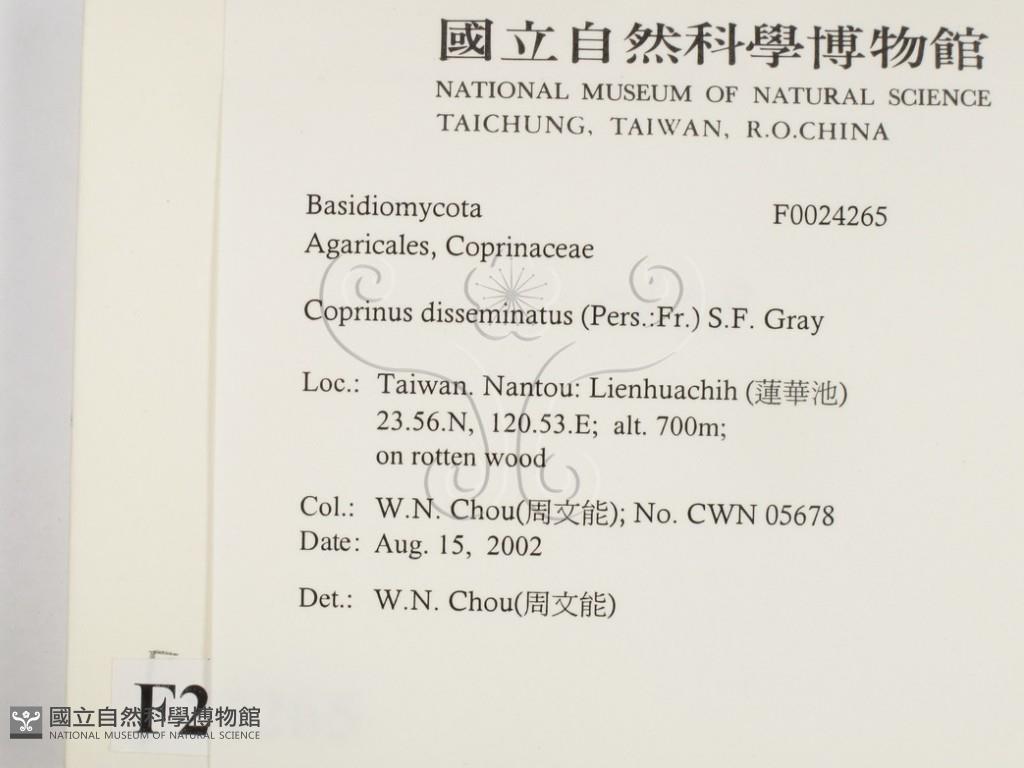 國立自然科學博物館
NATIONAL MUSEUM OF NATURAL SCIENCE
TAICHUNG, TAIWAN, R.O.CHINA
Basidiomycota F0024265
Agaricales, Coprinaceae
Coprinus disseminatus (Pers.:Fr.) S.F. Gray
Loc.: Taiwan. Nantou: Lienhuachih (蓮華池)
23.56.N, 120.53.E; alt. 700m;
on rotten wood
Col.: W.N. Chou(周文能); No. CWN 05678
Date: Aug. 15, 2002
Det.: W.N. Chou(周文能)
F2
國立自然科學博物館
NATIONAL MUSEUM OF NATURAL SCIENCE